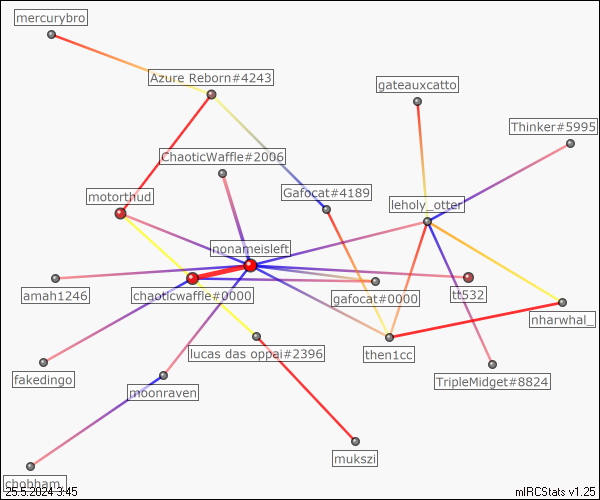 mercurybro
Azure Reborn#4243
gateauxcatto
Thinker#5995
ChaoticWaffle#2006
motorthud
Gafocat#4189
leholy_otter
nonameisleft
amah1246
chaoticwaffle#0000
gafocat#0000
tt532
nharwhal_
lucas das oppai#2396
then1cc
fakedingo
moonraven
TripleMidget#8824
mukszi
chobham_
25.5.2024 3:45
mIRCStats v1.25